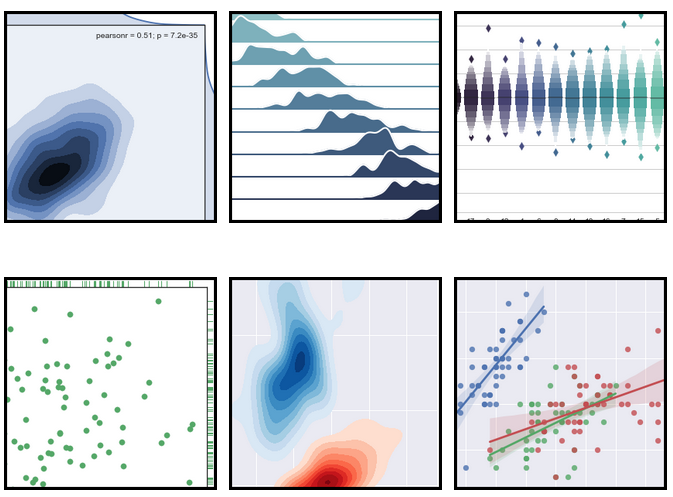 pearsonr = 0.51; p = 7.2e-35